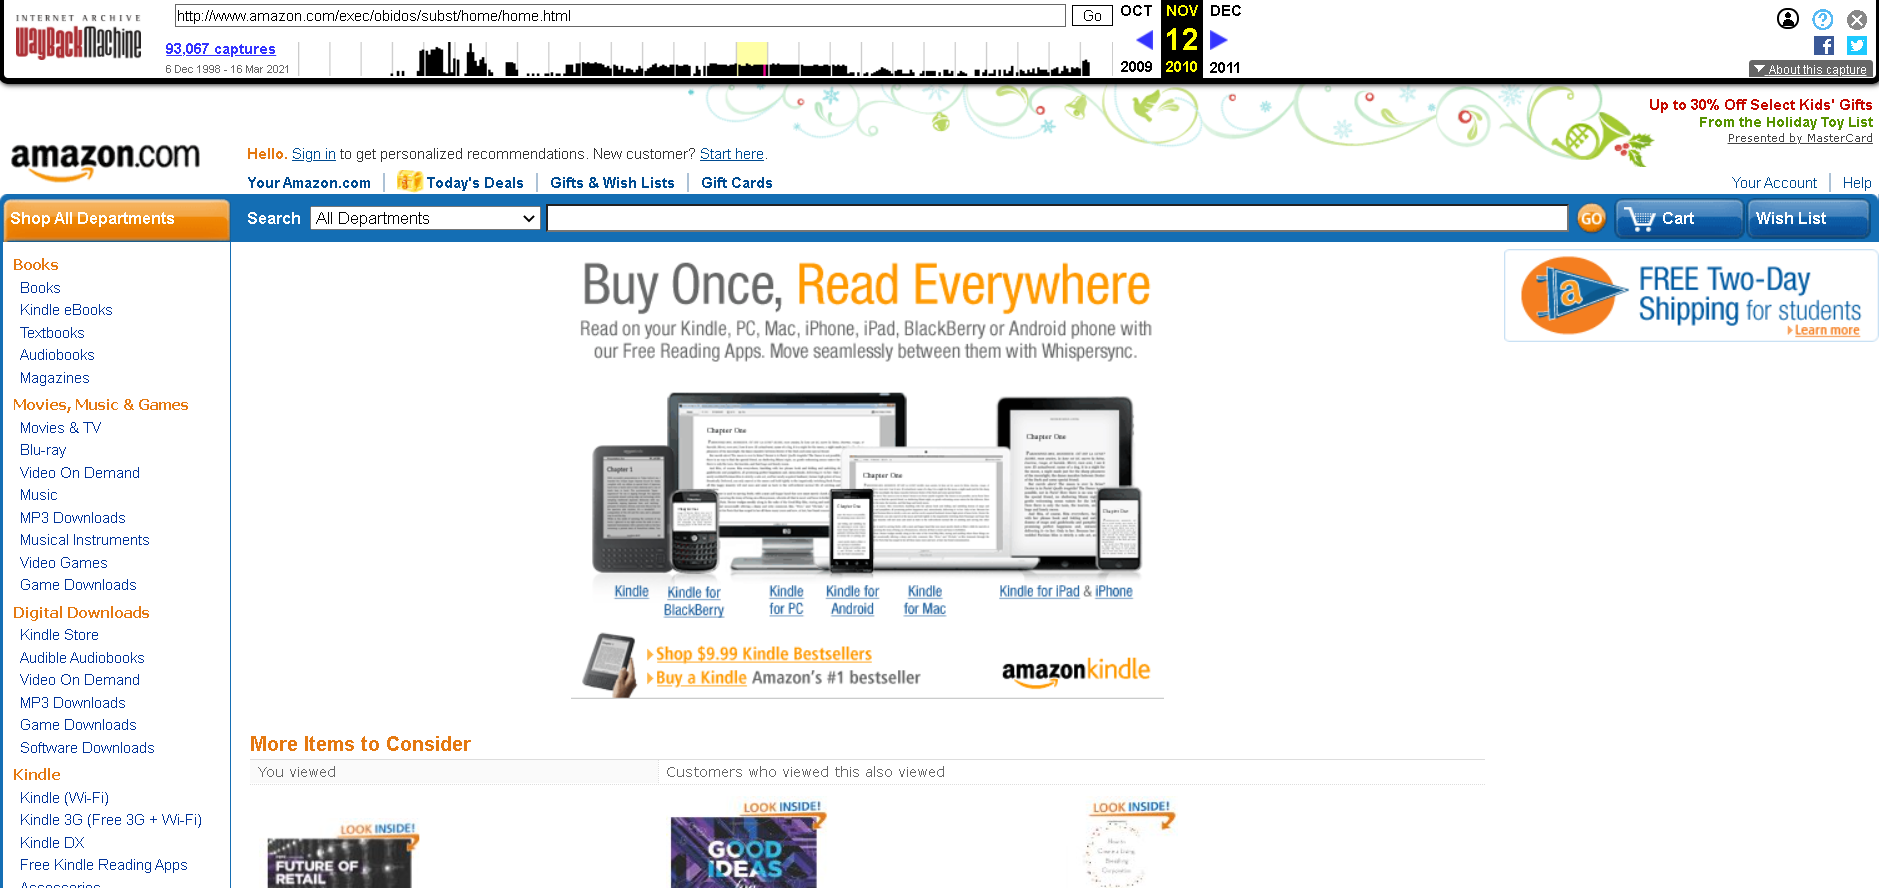 INTERNET ARCHIVE
WayBackMachine
http://www.amazon.com/exec/obidos/subst/home/home.html
Go
93,067 captures
6 Dec 1998 - 16 Mar 2021
OCT NOV DEC
12
2009 2010 2011
About this capture
Up to 30% Off Select Kids' Gifts
From the Holiday Toy List
Presented by MasterCard
amazon.com
Hello. Sign in to get personalized recommendations. New customer? Start here.
Your Amazon.com
Today's Deals
Gifts & Wish Lists
Gift Cards
Your Account
Help
Shop All Departments
Search
All Departments
GO
Cart
Wish List
Books
Books
Kindle eBooks
Textbooks
Audiobooks
Magazines
Movies, Music & Games
Movies & TV
Blu-ray
Video On Demand
Music
MP3 Downloads
Musical Instruments
Video Games
Game Downloads
Digital Downloads
Kindle Store
Audible Audiobooks
Video On Demand
MP3 Downloads
Game Downloads
Software Downloads
Kindle
Kindle (Wi-Fi)
Kindle 3G (Free 3G + Wi-Fi)
Kindle DX
Free Kindle Reading Apps
Accessories
Buy Once, Read Everywhere
Read on your Kindle, PC, Mac, iPhone, iPad, BlackBerry or Android phone with
our Free Reading Apps. Move seamlessly between them with Whispersync.
Chapter 1
Chapter One
Chapter One
Chapter One
Chapter One
Chapter One
Kindle
Kindle for
BlackBerry
Kindle
for PC
Kindle for
Android
Kindle
for Mac
Kindle for iPad & iPhone
Shop $9.99 Kindle Bestsellers
Buy a Kindle Amazon's #1 bestseller
amazonkindle
a
FREE Two-Day
Shipping for students
Learn more
More Items to Consider
You viewed
Customers who viewed this also viewed
LOOK INSIDE!
FUTURE OF
RETAIL
LOOK INSIDE!
GOOD
IDEAS
LOOK INSIDE!